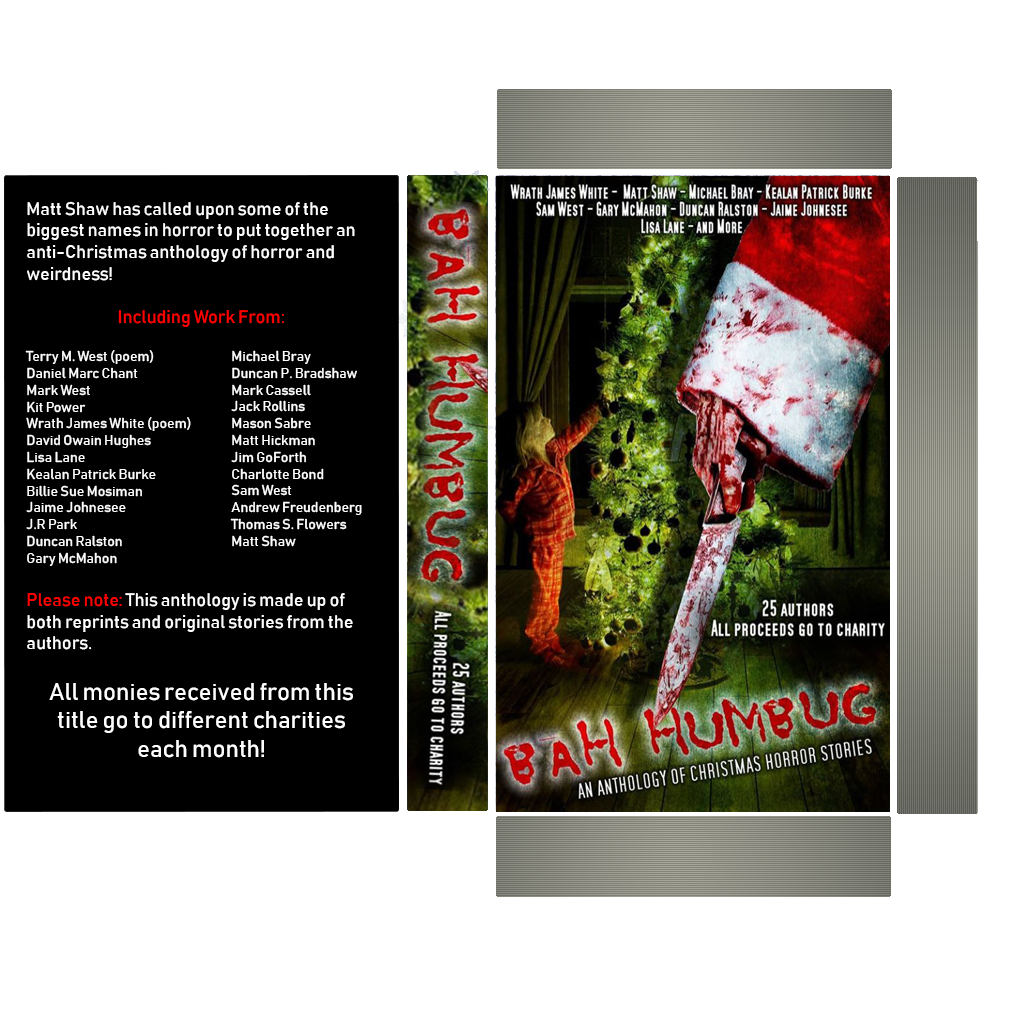 Matt Shaw has called upon some of the
biggest names in horror to put together an
anti-Christmas anthology of horror and
weirdness!
Including Work From:
Terry M. West (poem)
Daniel Marc Chant
Mark West
Kit Power
Wrath James White (poem)
David Owain Hughes
Lisa Lane
Kealan Patrick Burke
Billie Sue Mosiman
Jaime Johnesee
J.R Park
Duncan Ralston
Gary McMahon
Michael Bray
Duncan P. Bradshaw
Mark Cassell
Jack Rollins
Mason Sabre
Matt Hickman
Jim GoForth
Charlotte Bond
Sam West
Andrew Freudenberg
Thomas S. Flowers
Matt Shaw
Please note: This anthology is made up of
both reprints and original stories from the
authors.
All monies received from this
title go to different charities
each month!
BAH HUMBUG
25 AUTHORS
ALL PROCEEDS GO TO CHARITY
WRATH JAMES WHITE - MATT SHAW - MICHAEL BRAY - KEALAN PATRICK BURKE
SAM WEST - GARY MCMAHON - DUNCAN RALSTON - JAIME JOHNESEE
LISA LANE - AND MORE
25 AUTHORS
ALL PROCEEDS GO TO CHARITY
BAH HUMBUG
AN ANTHOLOGY OF CHRISTMAS HORROR STORIES